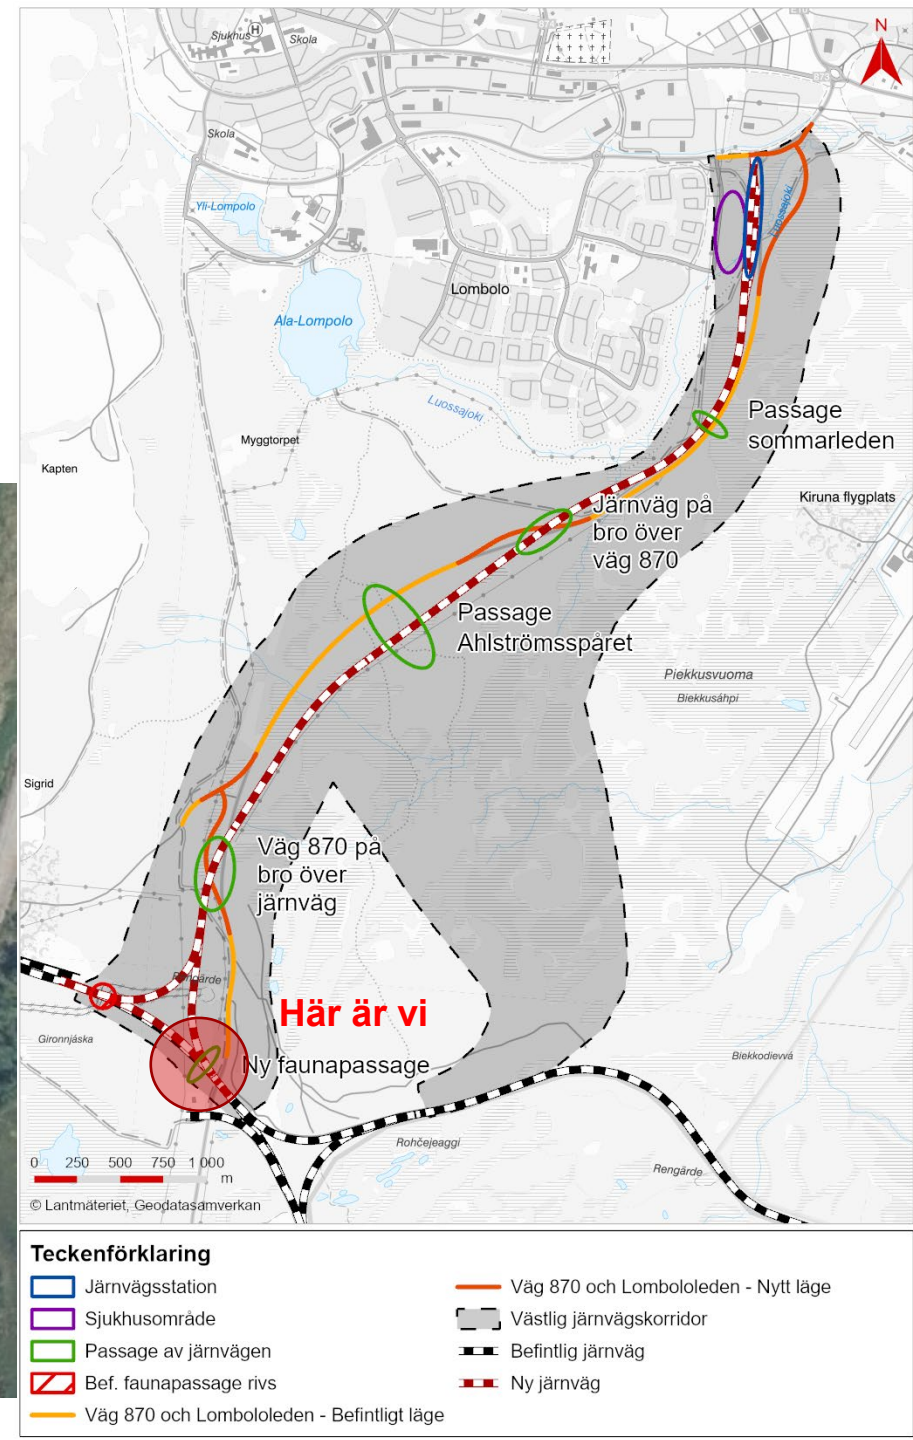 N
Sjukhus
H
Skola
Skola
Yli-Lompolo
Luossajoki
Lombolo
Ala-Lompolo
Luossajoki
Passage
sommarleden
Myggtorpet
Kapten
Kiruna flygplats
Järnväg på
bro över
väg 870
Passage
Ahlströmsspåret
Piekkusvuoma
Biekkusáhpi
Sigrid
Väg 870 på
bro över
järnväg
Rengärde
Här är vi
Gironnjáska
Ny faunapassage
Biekkodievvá
Rohčejeaggi
Rengärde
0 250 500 750 1 000
m
© Lantmäteriet, Geodatasamverkan
Teckenförklaring
Järnvägsstation
Sjukhusområde
Passage av järnvägen
Bef. faunapassage rivs
Väg 870 och Lombololeden - Befintligt läge
Väg 870 och Lombololeden - Nytt läge
Västlig järnvägskorridor
Befintlig järnväg
Ny järnväg